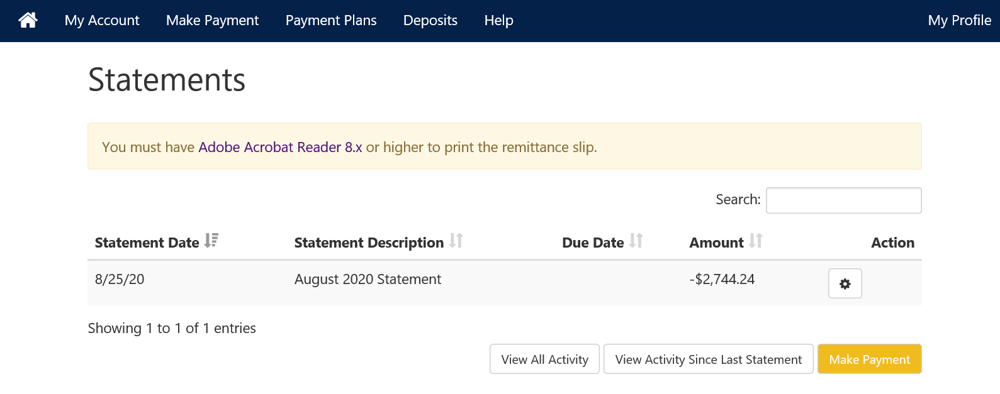 My Account Make Payment Payment Plans Deposits Help My Profile
Statements
You must have Adobe Acrobat Reader 8.x or higher to print the remittance slip.
Search:
Statement Date Statement Description Due Date Amount Action
8/25/20 August 2020 Statement -$2,744.24
Showing 1 to 1 of 1 entries
View All Activity View Activity Since Last Statement Make Payment